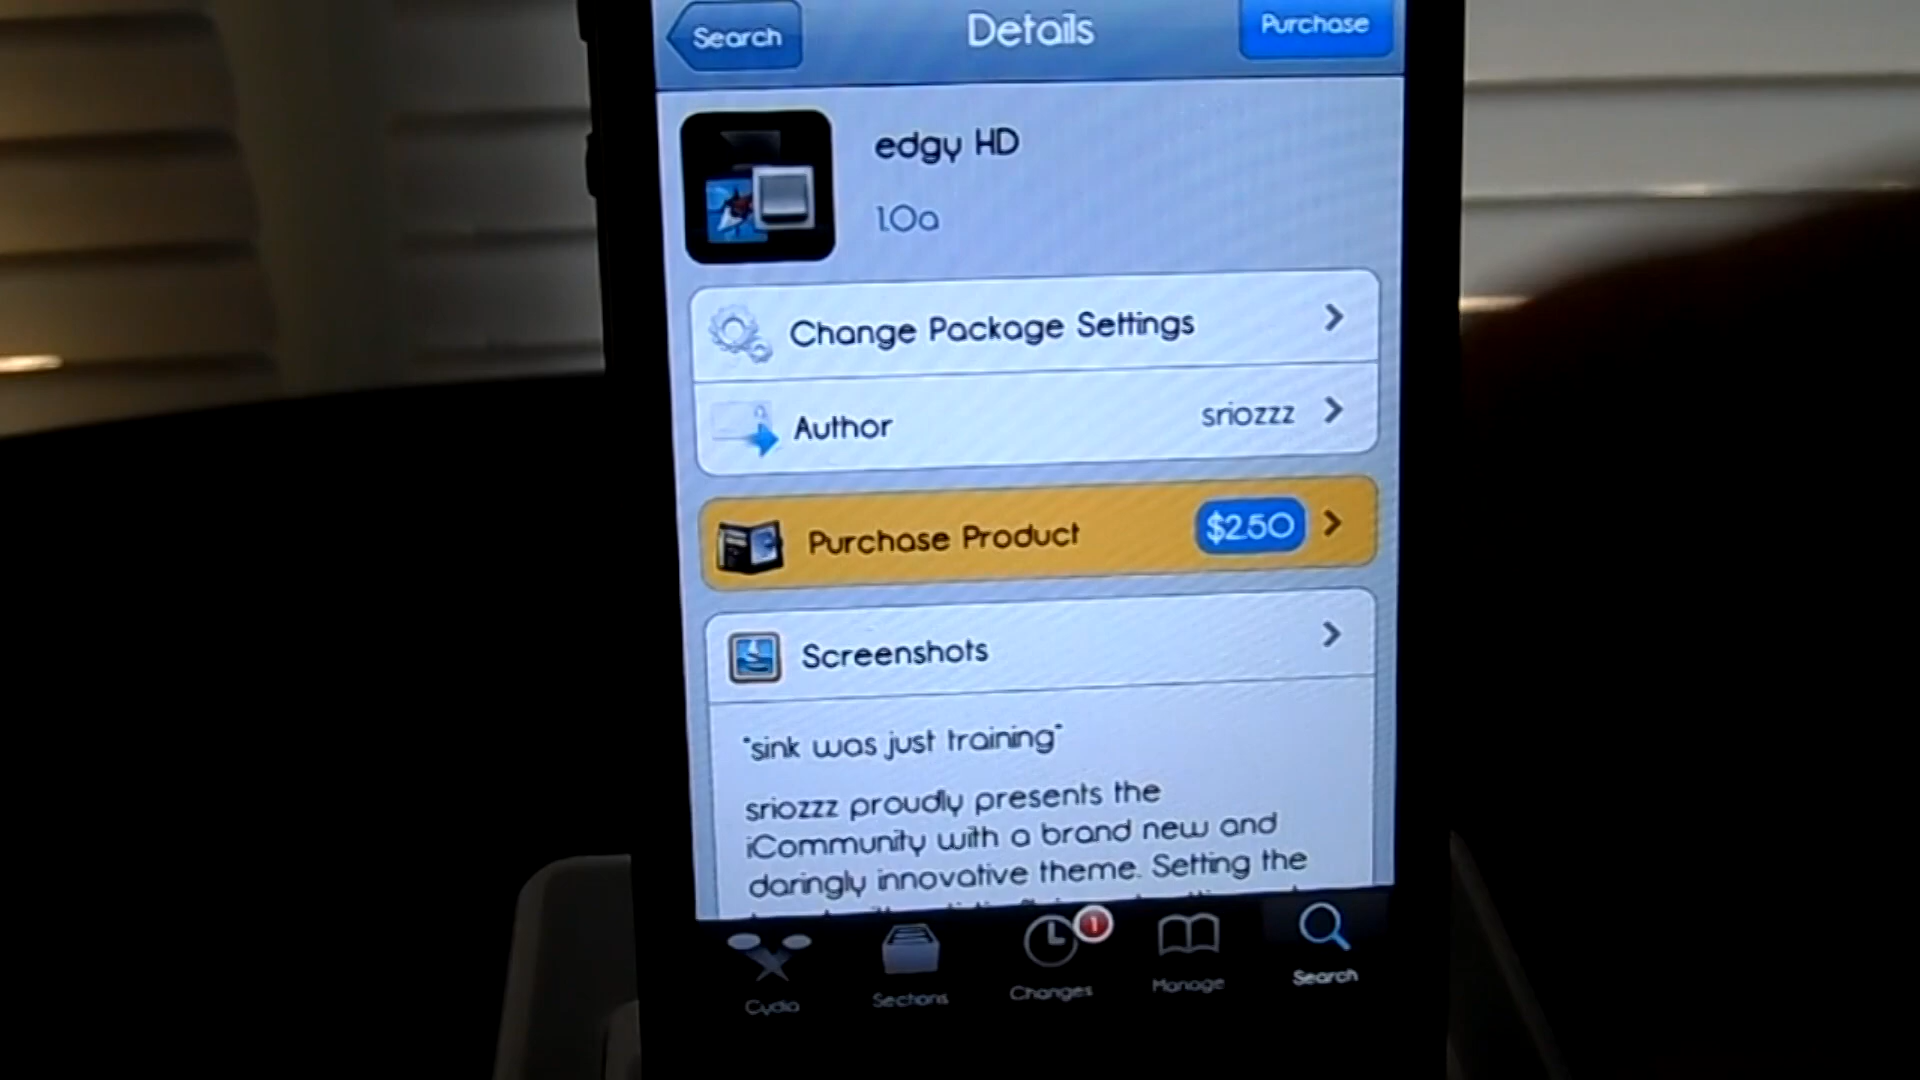 Search
Details
Purchase
edgy HD
1.0a
Change Package Settings
Author
sriozzz
Purchase Product
$2.50
Screenshots
"sink was just training"
sriozzz proudly presents the
iCommunity with a brand new and
daringly innovative theme. Setting the
Cydia
Sections
1
Changes
Manage
Search